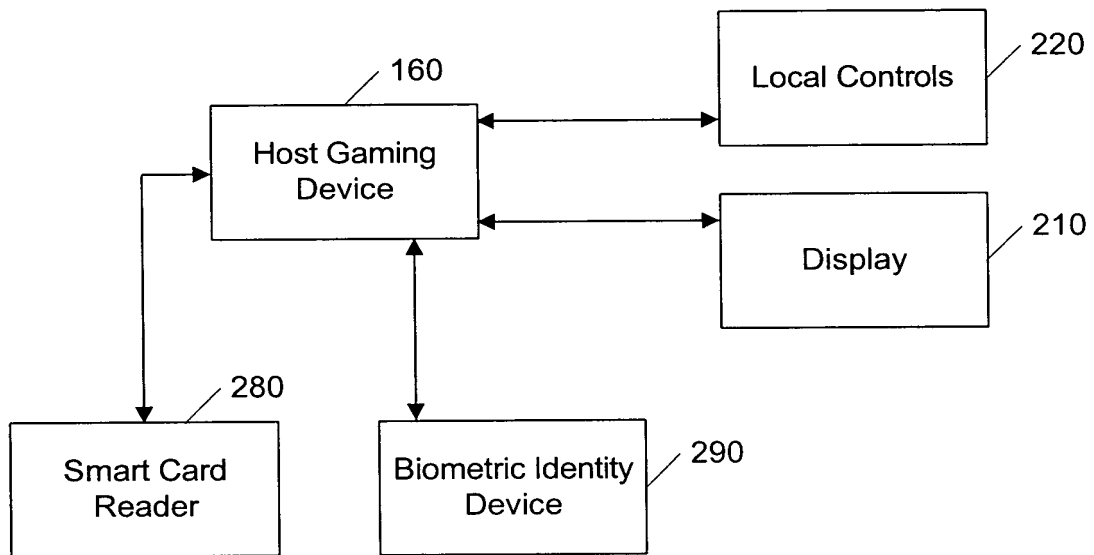 220
Local Controls
160
Host Gaming
Device
210
Display
280
Smart Card
Reader
290
Biometric Identity
Device